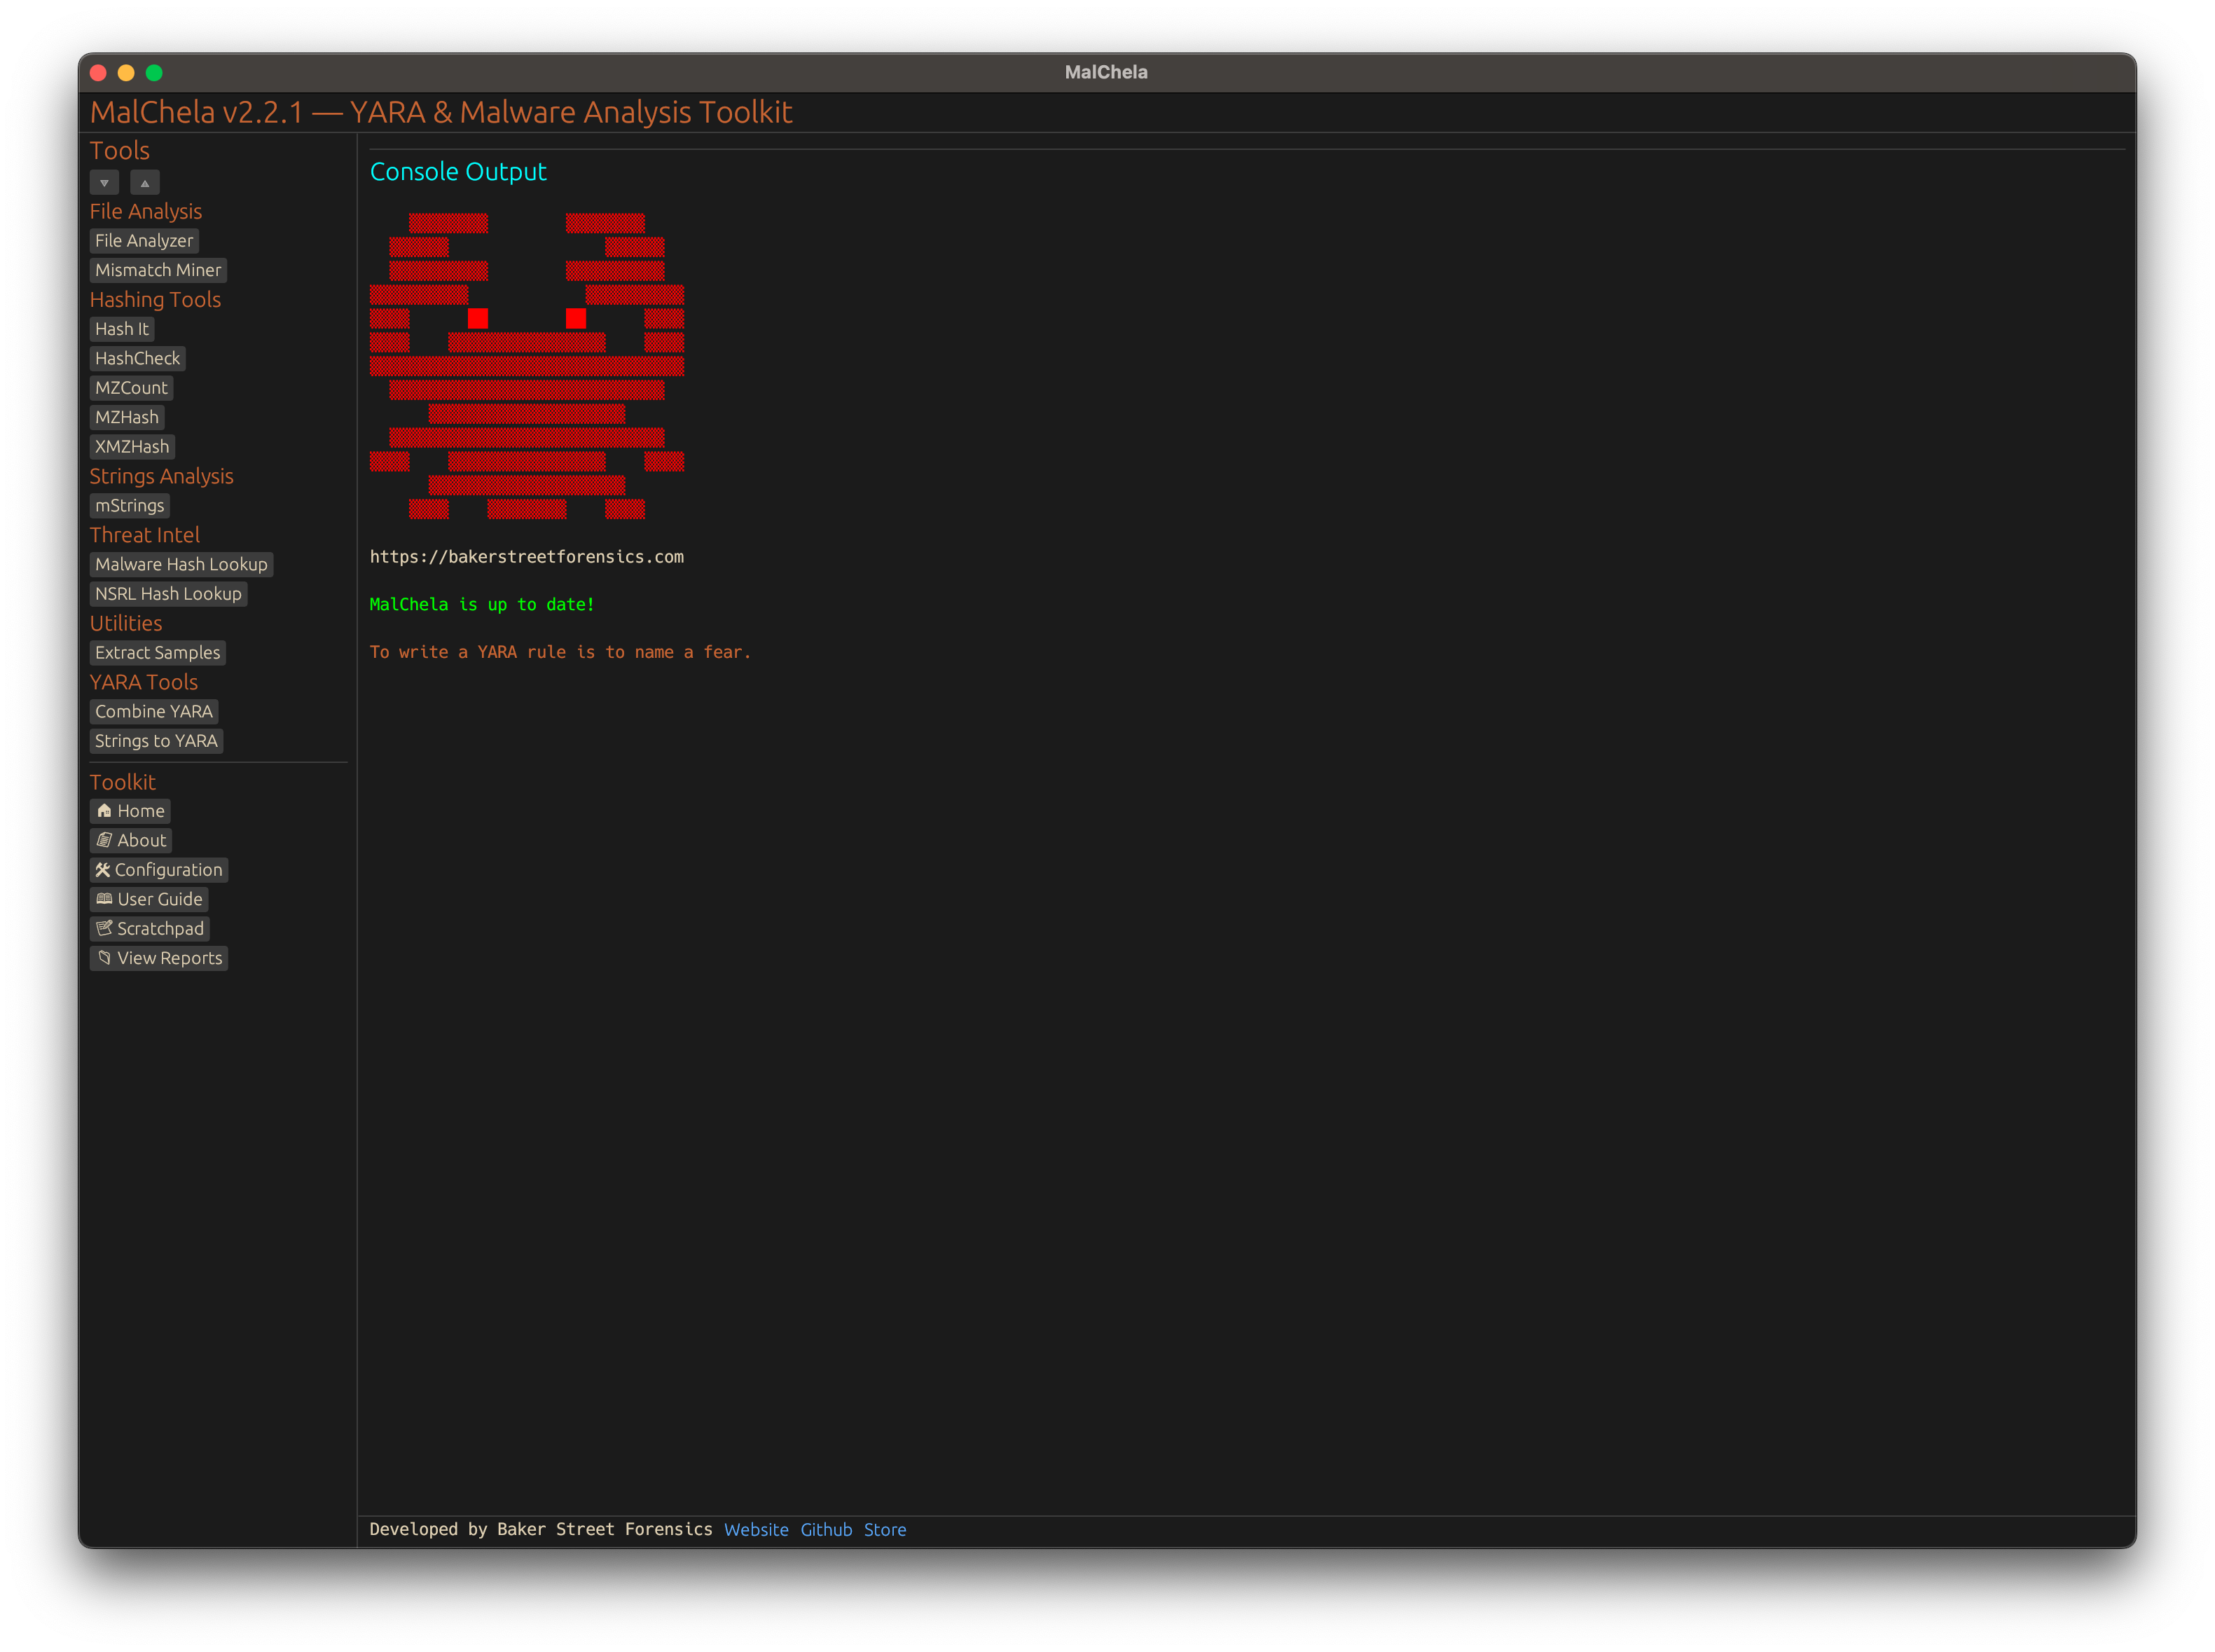 MalChela
MalChela v2.2.1 — YARA & Malware Analysis Toolkit
Tools
File Analysis
File Analyzer
Mismatch Miner
Hashing Tools
Hash It
HashCheck
MZCount
MZHash
XMZHash
Strings Analysis
mStrings
Threat Intel
Malware Hash Lookup
NSRL Hash Lookup
Utilities
Extract Samples
YARA Tools
Combine YARA
Strings to YARA
Toolkit
Home
About
Configuration
User Guide
Scratchpad
View Reports
Console Output
https://bakerstreetforensics.com
MalChela is up to date!
To write a YARA rule is to name a fear.
Developed by Baker Street Forensics Website Github Store